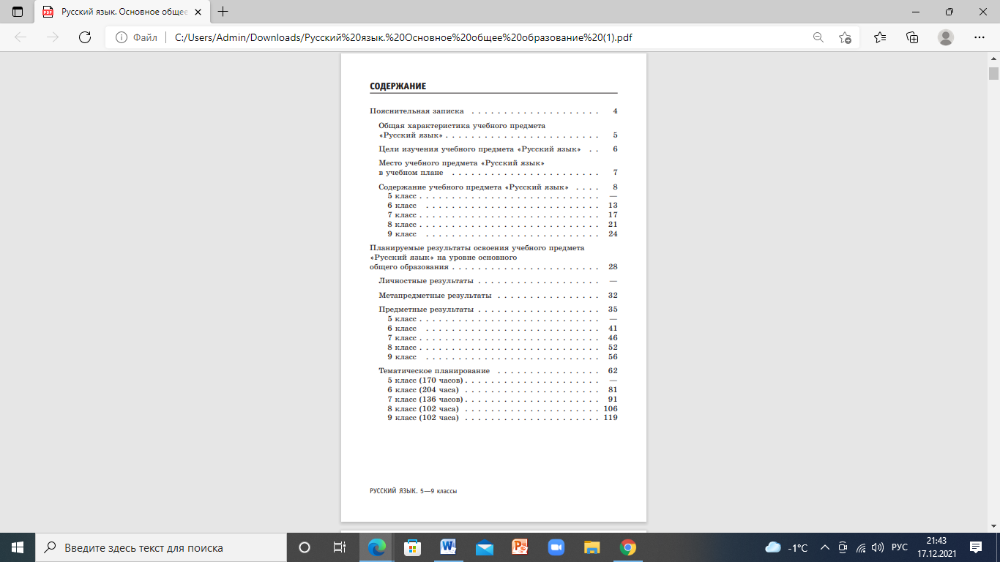 Русский язык. Основное общее
Файл
C:/Users/Admin/Downloads/Русский%20язык.%20Основное%20общее%20образование%20(1).pdf
СОДЕРЖАНИЕ
Пояснительная записка . . . . . . . . . . . . . . . . . . . . 4
Общая характеристика учебного предмета
«Русский язык» . . . . . . . . . . . . . . . . . . . . . . . . 5
Цели изучения учебного предмета «Русский язык» . . 6
Место учебного предмета «Русский язык»
в учебном плане . . . . . . . . . . . . . . . . . . . . . . . 7
Содержание учебного предмета «Русский язык» . . . . 8
5 класс . . . . . . . . . . . . . . . . . . . . . . . . . . . . —
6 класс . . . . . . . . . . . . . . . . . . . . . . . . . . . 13
7 класс . . . . . . . . . . . . . . . . . . . . . . . . . . . . 17
8 класс . . . . . . . . . . . . . . . . . . . . . . . . . . . . 21
9 класс . . . . . . . . . . . . . . . . . . . . . . . . . . . 24
Планируемые результаты освоения учебного предмета
«Русский язык» на уровне основного
общего образования . . . . . . . . . . . . . . . . . . . . . . . 28
Личностные результаты . . . . . . . . . . . . . . . . . . . —
Метапредметные результаты . . . . . . . . . . . . . . . . 32
Предметные результаты . . . . . . . . . . . . . . . . . . . 35
5 класс . . . . . . . . . . . . . . . . . . . . . . . . . . . . —
6 класс . . . . . . . . . . . . . . . . . . . . . . . . . . . 41
7 класс . . . . . . . . . . . . . . . . . . . . . . . . . . . . 46
8 класс . . . . . . . . . . . . . . . . . . . . . . . . . . . . 52
9 класс . . . . . . . . . . . . . . . . . . . . . . . . . . . 56
Тематическое планирование . . . . . . . . . . . . . . . . 62
5 класс (170 часов) . . . . . . . . . . . . . . . . . . . . . —
6 класс (204 часа) . . . . . . . . . . . . . . . . . . . . . 81
7 класс (136 часов) . . . . . . . . . . . . . . . . . . . . . 91
8 класс (102 часа) . . . . . . . . . . . . . . . . . . . . . 106
9 класс (102 часа) . . . . . . . . . . . . . . . . . . . . . 119
РУССКИЙ ЯЗЫК. 5—9 классы
Введите здесь текст для поиска
-1°C
РУС
21:43
17.12.2021